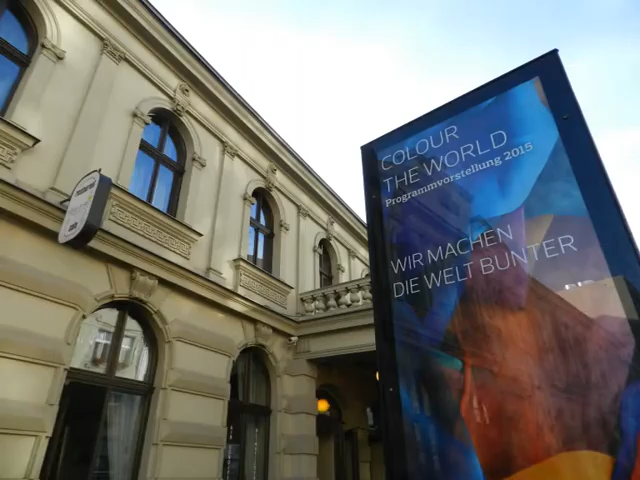 COLOUR
THE WORLD
Programmvorstellung 2015
WIR MACHEN
DIE WELT BUNTER